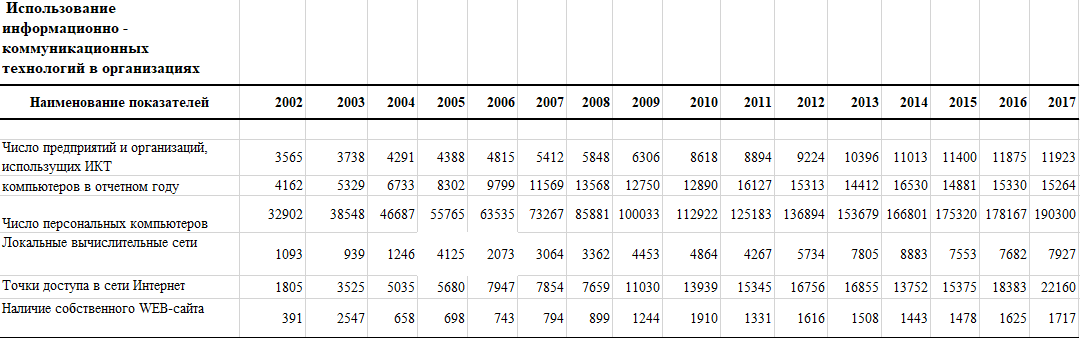 Использование
информационно -
коммуникационных
технологий в организациях
Наименование показателей 2002 2003 2004 2005 2006 2007 2008 2009 2010 2011 2012 2013 2014 2015 2016 2017
Число предприятий и организаций,
использущих ИКТ 3565 3738 4291 4388 4815 5412 5848 6306 8618 8894 9224 10396 11013 11400 11875 11923
компьютеров в отчетном году 4162 5329 6733 8302 9799 11569 13568 12750 12890 16127 15313 14412 16530 14881 15330 15264
Число персональных компьютеров 32902 38548 46687 55765 63535 73267 85881 100033 112922 125183 136894 153679 166801 175320 178167 190300
Локальные вычислительные сети 1093 939 1246 4125 2073 3064 3362 4453 4864 4267 5734 7805 8883 7553 7682 7927
Точки доступа в сети Интернет 1805 3525 5035 5680 7947 7854 7659 11030 13939 15345 16756 16855 13752 15375 18383 22160
Наличие собственного WEB-сайта 391 2547 658 698 743 794 899 1244 1910 1331 1616 1508 1443 1478 1625 1717